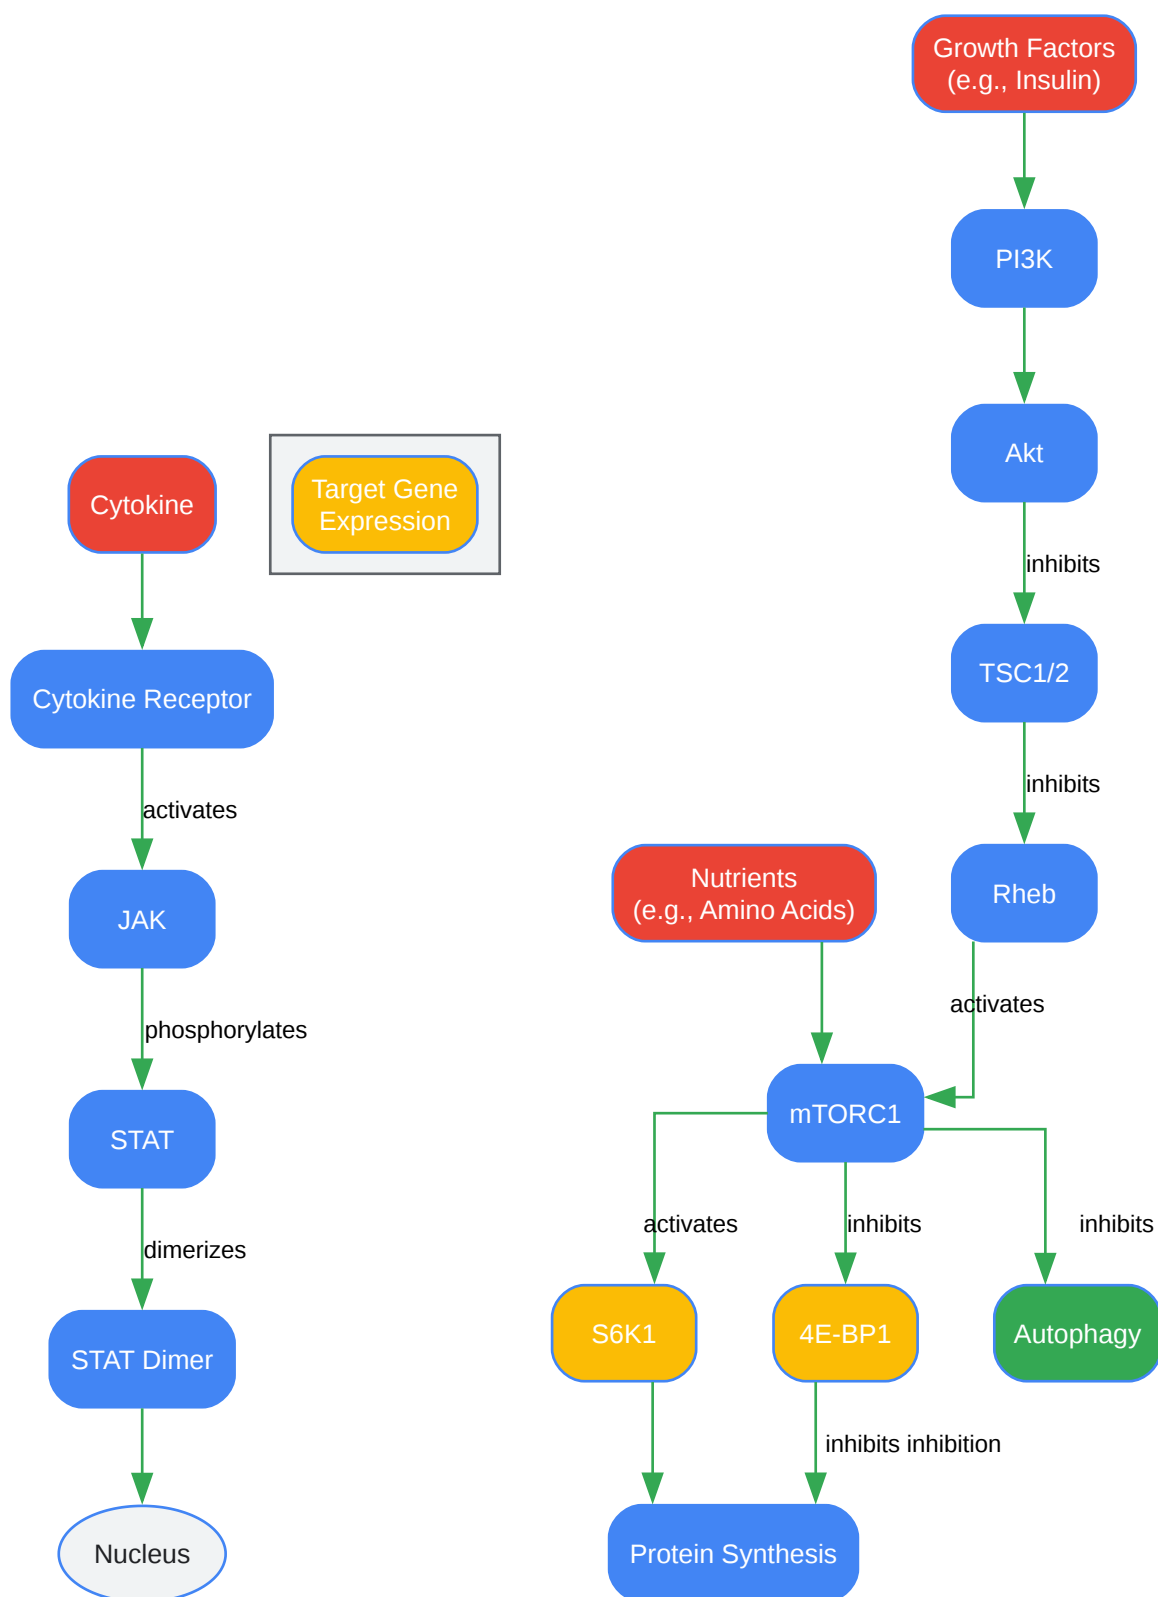 Growth Factors
(e.g., Insulin)
PI3K
Akt
inhibits
TSC1/2
inhibits
Rheb
activates
Nutrients
(e.g., Amino Acids)
mTORC1
activates
inhibits
inhibits
S6K1
4E-BP1
Autophagy
inhibits inhibition
Protein Synthesis
Cytokine
Target Gene
Expression
Cytokine Receptor
activates
JAK
phosphorylates
STAT
dimerizes
STAT Dimer
Nucleus